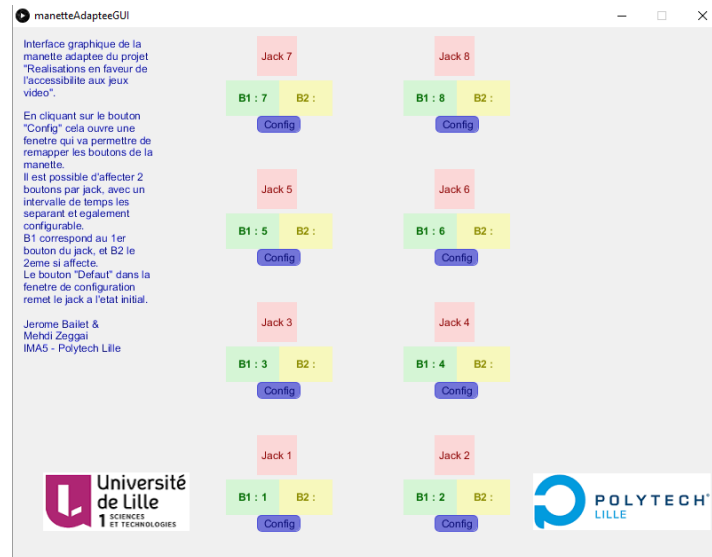 manetteAdapteeGUI
Interface graphique de la
manette adaptee du projet
"Realisations en faveur de
l'accessibilite aux jeux
video".
En cliquant sur le bouton
"Config" cela ouvre une
fenetre qui va permettre de
remapper les boutons de la
manette.
Il est possible d'affecter 2
boutons par jack, avec un
intervalle de temps les
separant et egalement
configurable.
B1 correspond au 1er
bouton du jack, et B2 le
2eme si affecte.
Le bouton "Defaut" dans la
fenetre de configuration
remet le jack a l'etat initial.
Jerome Bailet &
Mehdi Zeggai
IMA5 - Polytech Lille
Jack 7
B1 : 7 B2 :
Config
Jack 8
B1 : 8 B2 :
Config
Jack 5
B1 : 5 B2 :
Config
Jack 6
B1 : 6 B2 :
Config
Jack 3
B1 : 3 B2 :
Config
Jack 4
B1 : 4 B2 :
Config
Jack 1
B1 : 1 B2 :
Config
Jack 2
B1 : 2 B2 :
Config
Université
de Lille
1 SCIENCES
ET TECHNOLOGIES
POLYTECH°
LILLE